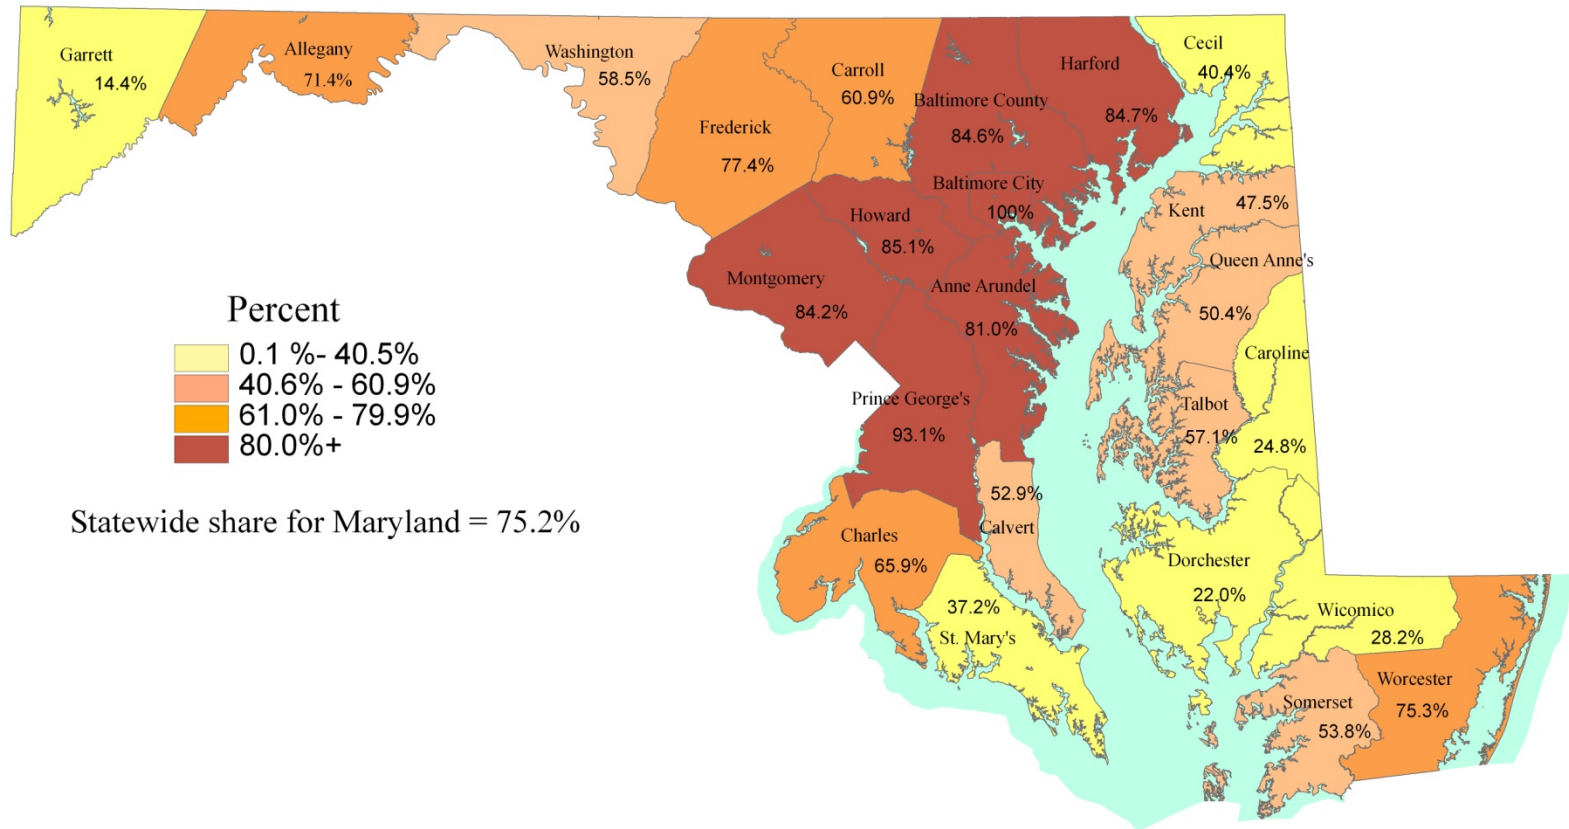 Garrett
14.4%
Allegany
71.4%
Washington
58.5%
Frederick
77.4%
Carroll
60.9%
Baltimore County
84.6%
Harford
84.7%
Cecil
40.4%
Baltimore City
100%
Howard
85.1%
Montgomery
84.2%
Anne Arundel
81.0%
Prince George's
93.1%
Kent
47.5%
Queen Anne's
50.4%
Caroline
24.8%
Talbot
57.1%
52.9%
Calvert
Charles
65.9%
37.2%
St. Mary's
Dorchester
22.0%
Wicomico
28.2%
Somerset
53.8%
Worcester
75.3%
Percent
0.1 %- 40.5%
40.6% - 60.9%
61.0% - 79.9%
80.0%+
Statewide share for Maryland = 75.2%